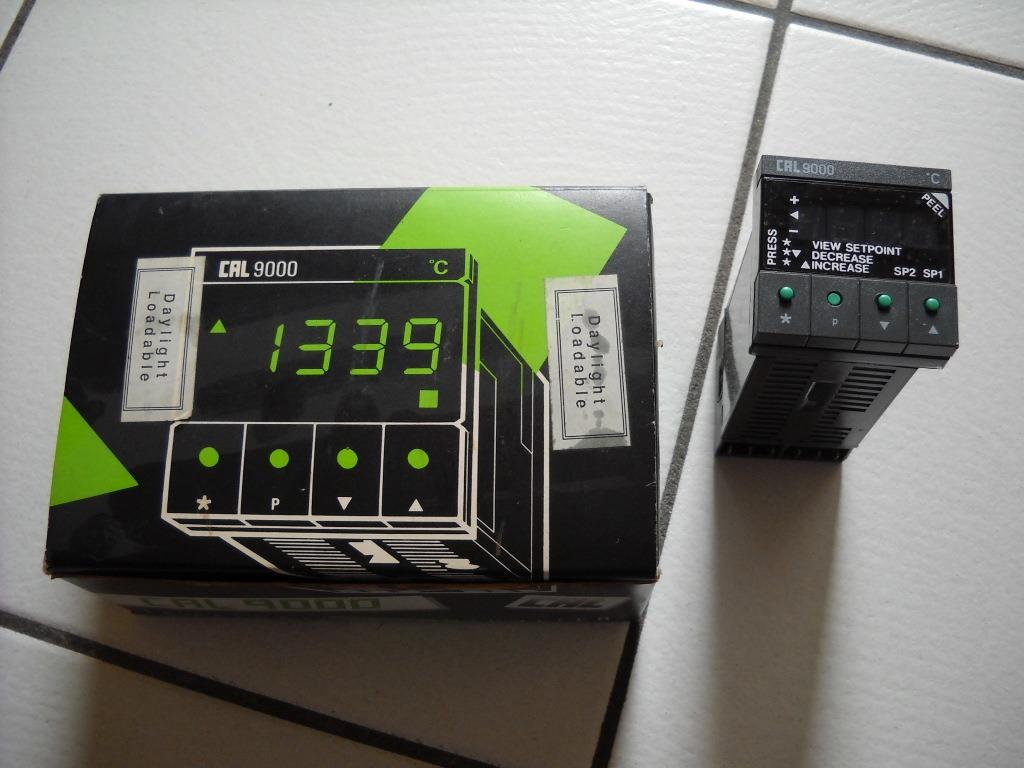 CAL 9000 °C
Daylight
Loadable
▲ 1339
Daylight
Loadable
* P ▼ ▲
CAL 9000
CAL
CAL 9000 °C
PEEL
+
◀
−
PRESS
* VIEW SETPOINT
*▼ DECREASE
*▲ INCREASE
SP2 SP1
* P ▼ ▲